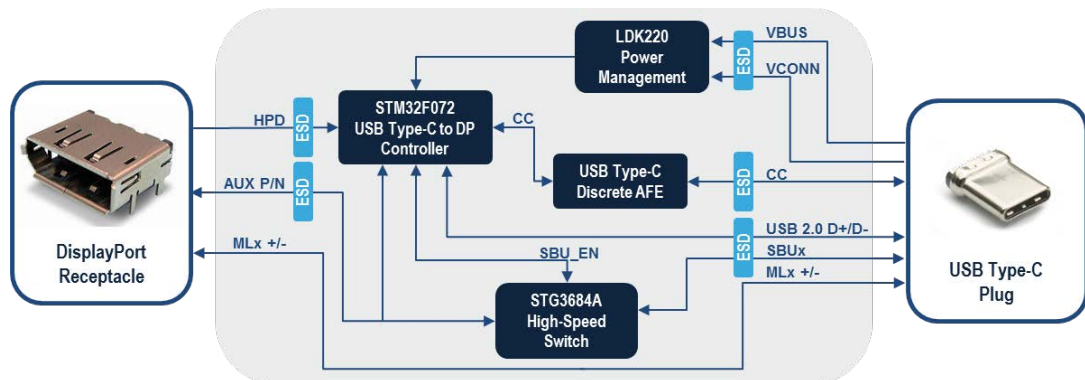 LDK220
Power
Management
ESD
VBUS
VCONN
STM32F072
USB Type-C to DP
Controller
HPD
ESD
CC
USB Type-C
Discrete AFE
ESD
CC
AUX P/N
ESD
DisplayPort
Receptacle
MLx +/-
SBU_EN
ESD
USB 2.0 D+/D-
SBUx
MLx +/-
USB Type-C
Plug
STG3684A
High-Speed
Switch